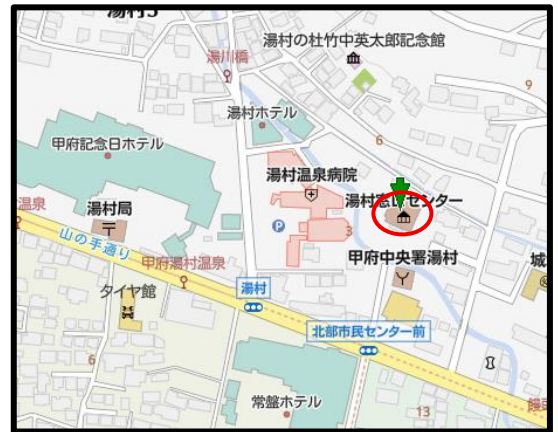 湯村3
湯村の杜竹中英太郎記念館
湯川橋
9
湯村ホテル
6
甲府記念日ホテル
湯村温泉病院
湯村窓口センター
温泉
湯村局
3
P
山の手通り
甲府湯村温泉
甲府中央署湯村
城
タイヤ館
湯村
北部市民センター前
6
常盤ホテル
13